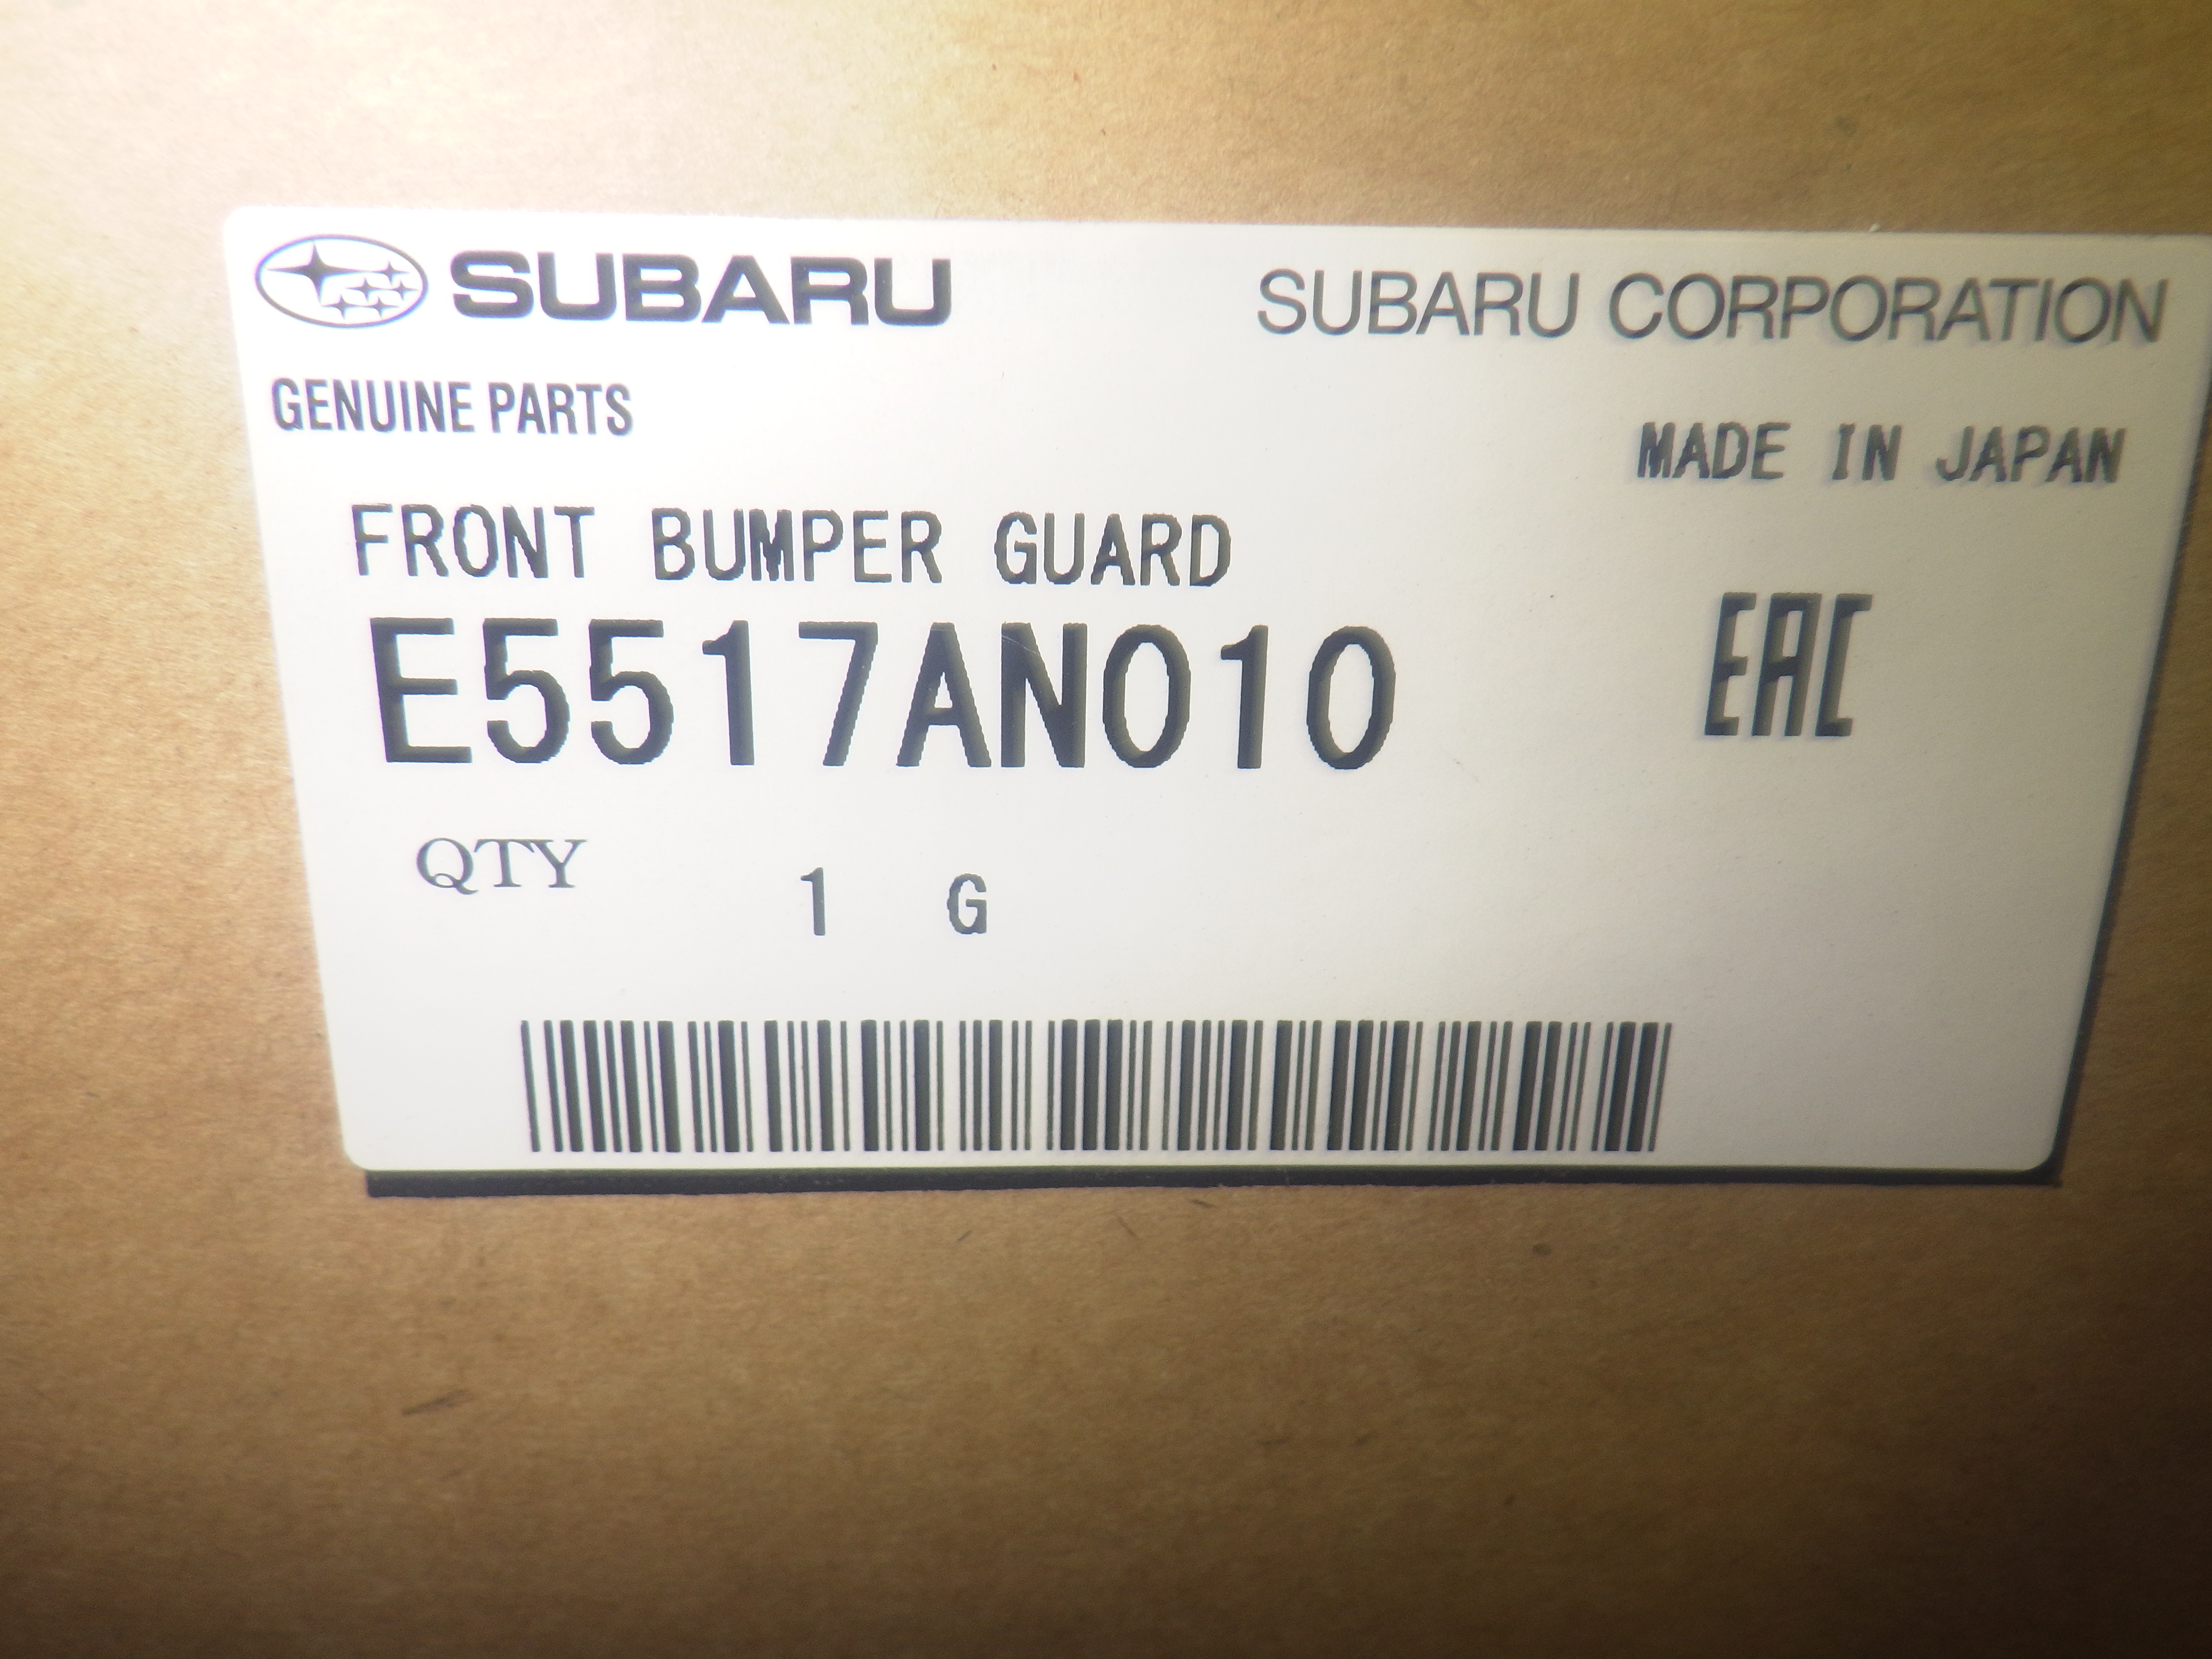 SUBARU
SUBARU CORPORATION
GENUINE PARTS
MADE IN JAPAN
FRONT BUMPER GUARD
E5517AN010
EAC
QTY 1 G